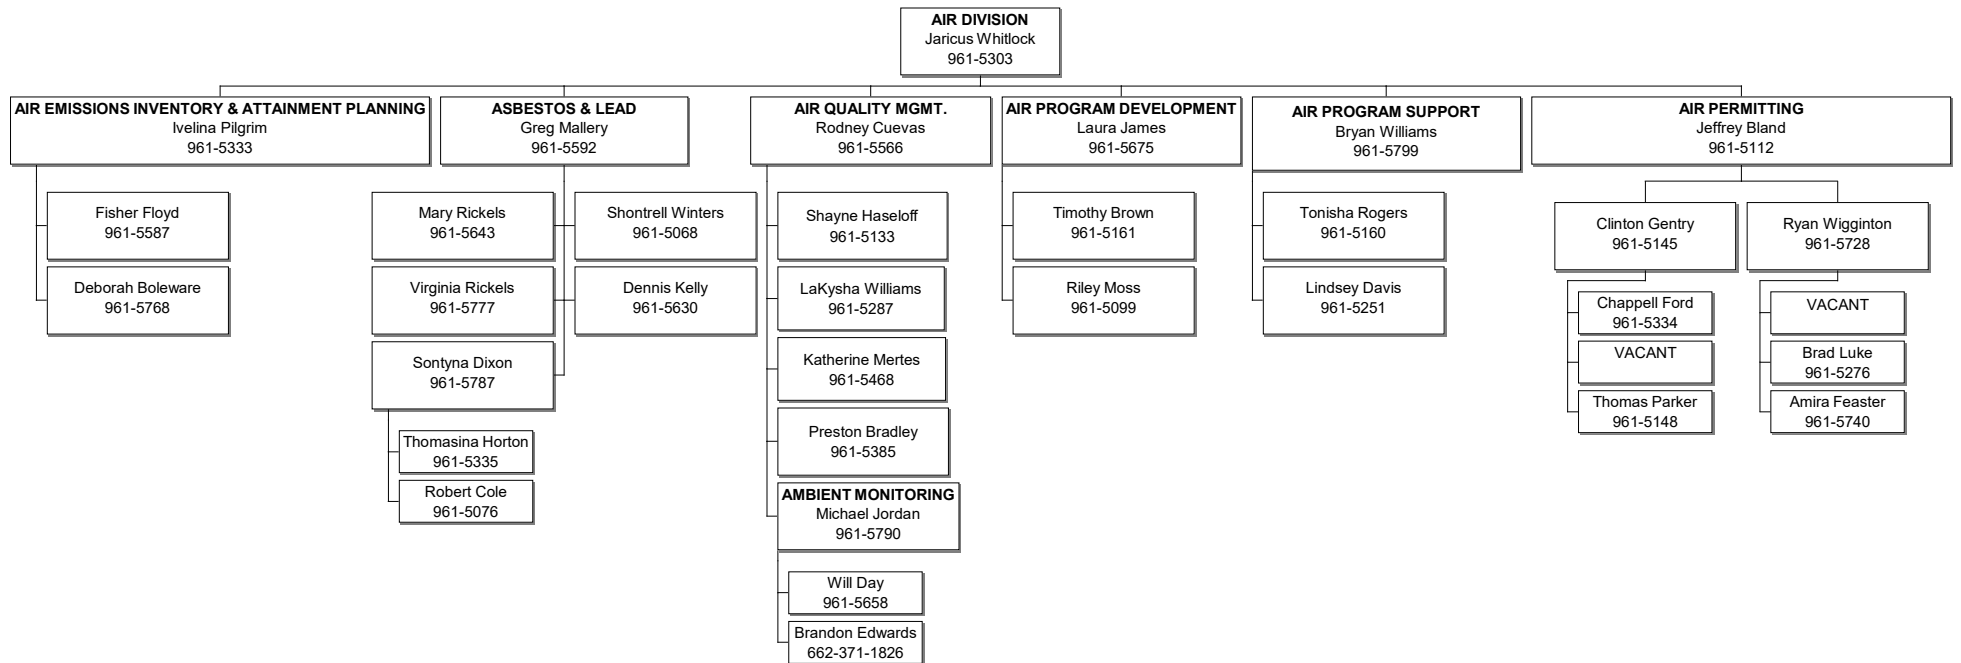 AIR DIVISION
Jaricus Whitlock
961-5303
AIR EMISSIONS INVENTORY & ATTAINMENT PLANNING
Ivelina Pilgrim
961-5333
Fisher Floyd
961-5587
Deborah Boleware
961-5768
ASBESTOS & LEAD
Greg Mallery
961-5592
Mary Rickels
961-5643
Virginia Rickels
961-5777
Sontyna Dixon
961-5787
Thomasina Horton
961-5335
Robert Cole
961-5076
Shontrell Winters
961-5068
Dennis Kelly
961-5630
AIR QUALITY MGMT.
Rodney Cuevas
961-5566
Shayne Haseloff
961-5133
LaKysha Williams
961-5287
Katherine Mertes
961-5468
Preston Bradley
961-5385
AMBIENT MONITORING
Michael Jordan
961-5790
Will Day
961-5658
Brandon Edwards
662-371-1826
AIR PROGRAM DEVELOPMENT
Laura James
961-5675
Timothy Brown
961-5161
Riley Moss
961-5099
AIR PROGRAM SUPPORT
Bryan Williams
961-5799
Tonisha Rogers
961-5160
Lindsey Davis
961-5251
AIR PERMITTING
Jeffrey Bland
961-5112
Clinton Gentry
961-5145
Chappell Ford
961-5334
VACANT
Thomas Parker
961-5148
Ryan Wigginton
961-5728
VACANT
Brad Luke
961-5276
Amira Feaster
961-5740